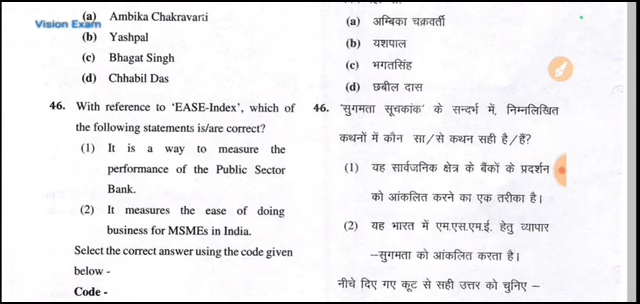 Vision Exam
(a) Ambika Chakravarti
(b) Yashpal
(c) Bhagat Singh
(d) Chhabil Das
46. With reference to 'EASE-Index', which of
the following statements is/are correct?
(1) It is a way to measure the
performance of the Public Sector
Bank.
(2) It measures the ease of doing
business for MSMEs in India.
Select the correct answer using the code given
below -
Code -
(a) अम्बिका चक्रवर्ती
(b) यशपाल
(c) भगतसिंह
(d) छबील दास
46. 'सुगमता सूचकांक' के सन्दर्भ में, निम्नलिखित
कथनों में कौन सा/से कथन सही है/हैं?
(1) यह सार्वजनिक क्षेत्र के बैंकों के प्रदर्शन
को आंकलित करने का एक तरीका है।
(2) यह भारत में एम.एस.एम.ई. हेतु व्यापार
–सुगमता को आंकलित करता है।
नीचे दिए गए कूट से सही उत्तर को चुनिए –